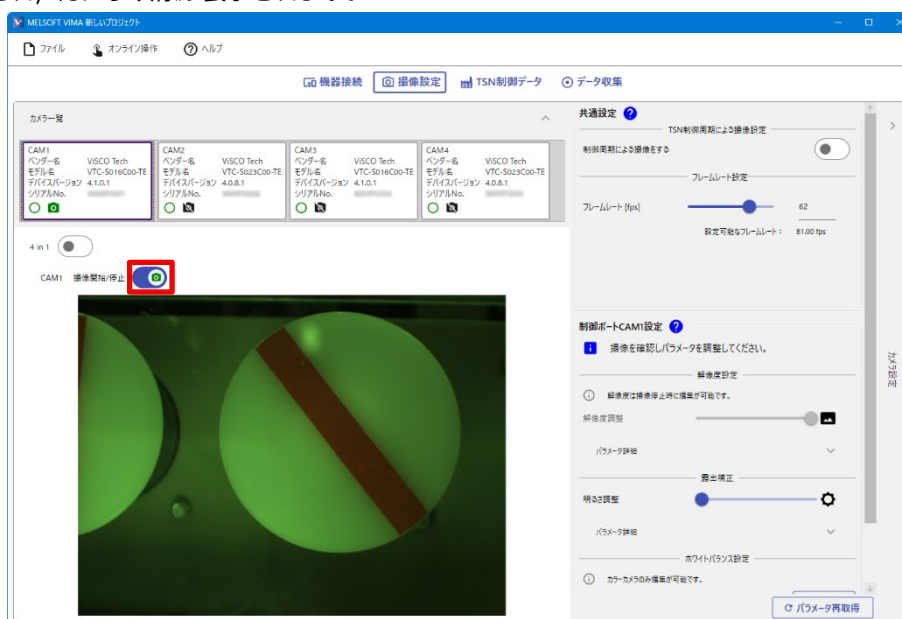 MELSOFT VIMA 新しいプロジェクト
ファイル オンライン操作 ヘルプ
機器接続 撮像設定 TSN制御データ データ収集
カメラ一覧
CAM1
ベンダー名 ViSCO Tech
モデル名 VTC-S016C00-TE
デバイスバージョン 4.1.0.1
シリアルNo.
CAM2
ベンダー名 ViSCO Tech
モデル名 VTC-S023C00-TE
デバイスバージョン 4.0.8.1
シリアルNo.
CAM3
ベンダー名 ViSCO Tech
モデル名 VTC-S016C00-TE
デバイスバージョン 4.1.0.1
シリアルNo.
CAM4
ベンダー名 ViSCO Tech
モデル名 VTC-S023C00-TE
デバイスバージョン 4.0.8.1
シリアルNo.
4 in 1
CAM1 撮像開始/停止
共通設定
TSN制御周期による撮像設定
制御周期による撮像をする
フレームレート設定
フレームレート [fps] 62
設定可能なフレームレート： 81.00 fps
制御ポートCAM1設定
撮像を確認しパラメータを調整してください。
解像度設定
解像度は撮像停止時に編集が可能です。
解像度調整
パラメータ詳細
露出補正
明るさ調整
パラメータ詳細
ホワイトバランス設定
カラーカメラのみ編集が可能です。
パラメータ再取得
カメラ設定